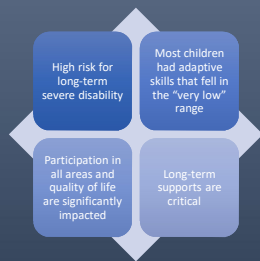 High risk for
long-term
severe disability
Most children
had adaptive
skills that fell in
the “very low”
range
Participation in
all areas and
quality of life
are significantly
impacted
Long-term
supports are
critical